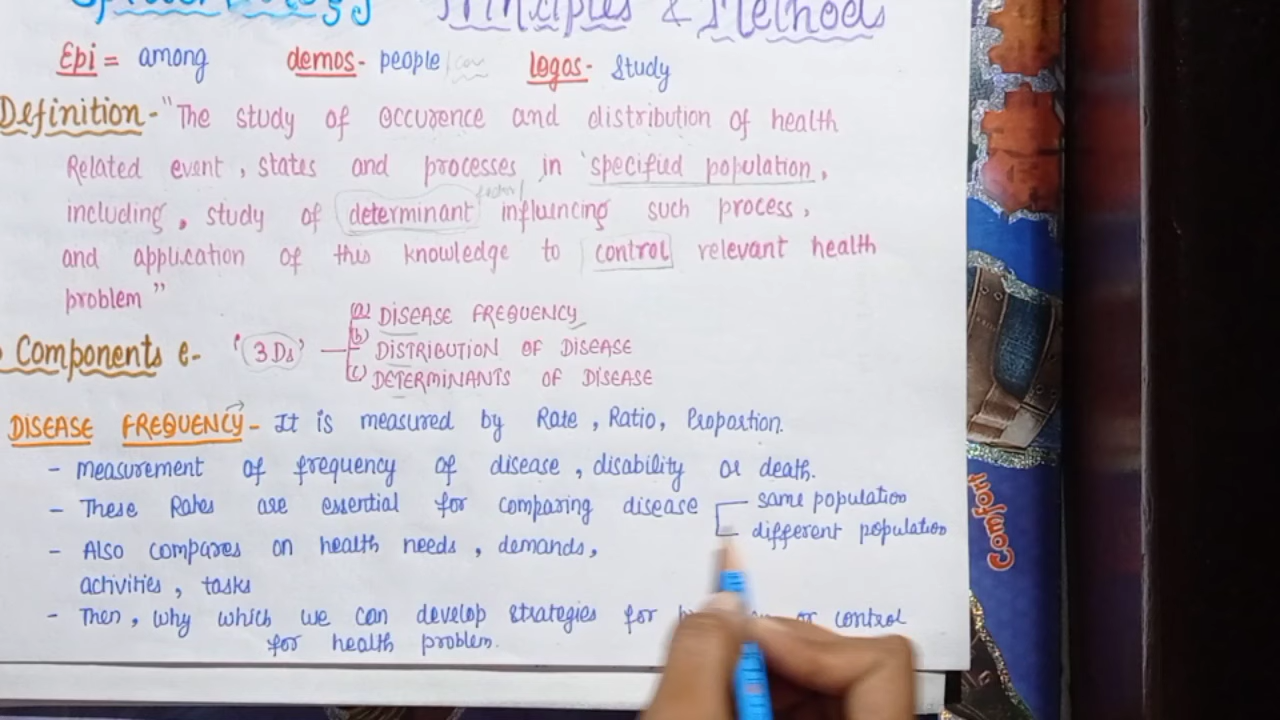 Principles & Methods
Epi = among demos - people logos - Study
Definition - "The study of occurence and distribution of health
Related event, states and processes in 'specified population,
including, study of determinant influencing such process,
and application of this knowledge to control relevant health
problem"
Components :- '3Ds'
(a) DISEASE FREQUENCY
(b) DISTRIBUTION OF DISEASE
(c) DETERMINANTS OF DISEASE
DISEASE FREQUENCY - It is measured by Rate, Ratio, Proportion.
- measurement of frequency of disease, disability or death.
- These Rates are essential for comparing disease same population
different population
- Also compares on health needs, demands,
activities, tasks
- Then, why which we can develop strategies for or control
for health problem.
Comfort